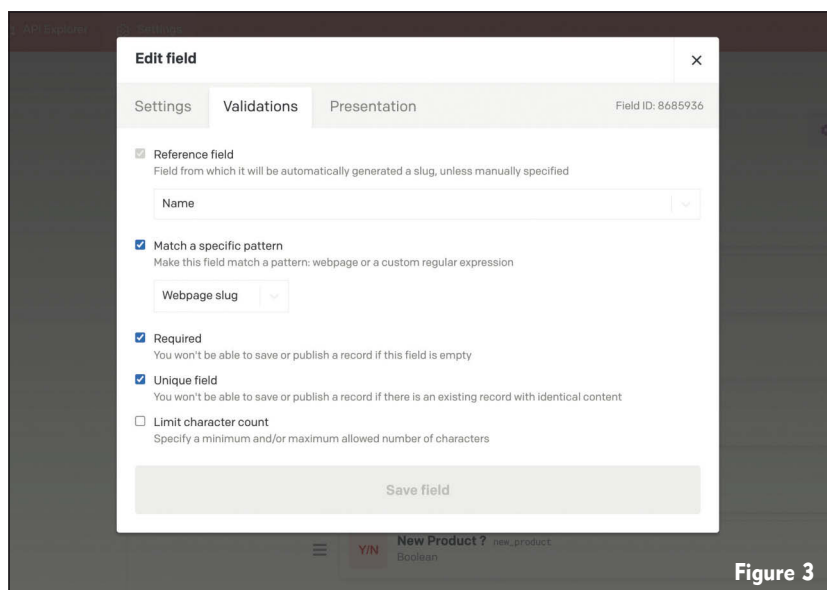 API Explorer Settings
Edit field
Settings Validations Presentation Field ID: 8685936
Reference field
Field from which it will be automatically generated a slug, unless manually specified
Name
Match a specific pattern
Make this field match a pattern: webpage or a custom regular expression
Webpage slug
Required
You won't be able to save or publish a record if this field is empty
Unique field
You won't be able to save or publish a record if there is an existing record with identical content
Limit character count
Specify a minimum and/or maximum allowed number of characters
Save field
Y/N New Product ? new_product
Boolean
Figure 3